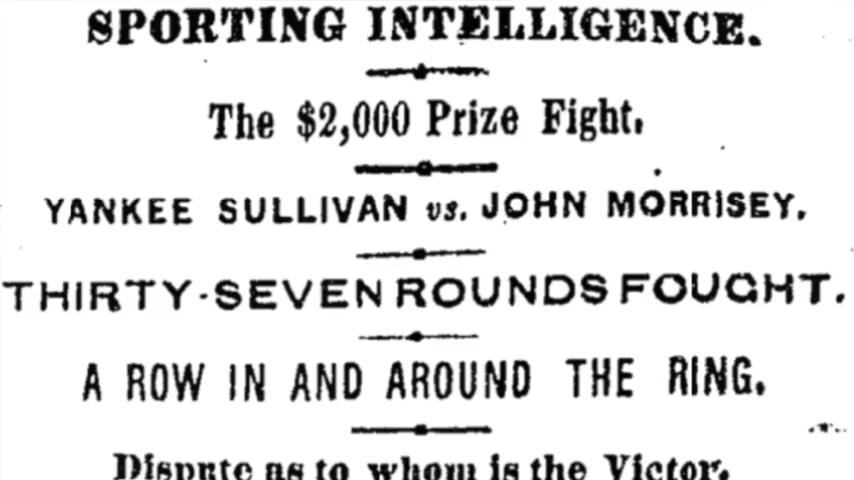 SPORTING INTELLIGENCE.
The $2,000 Prize Fight.
YANKEE SULLIVAN vs. JOHN MORRISEY.
THIRTY-SEVEN ROUNDS FOUGHT.
A ROW IN AND AROUND THE RING.
Dispute as to whom is the Victor.